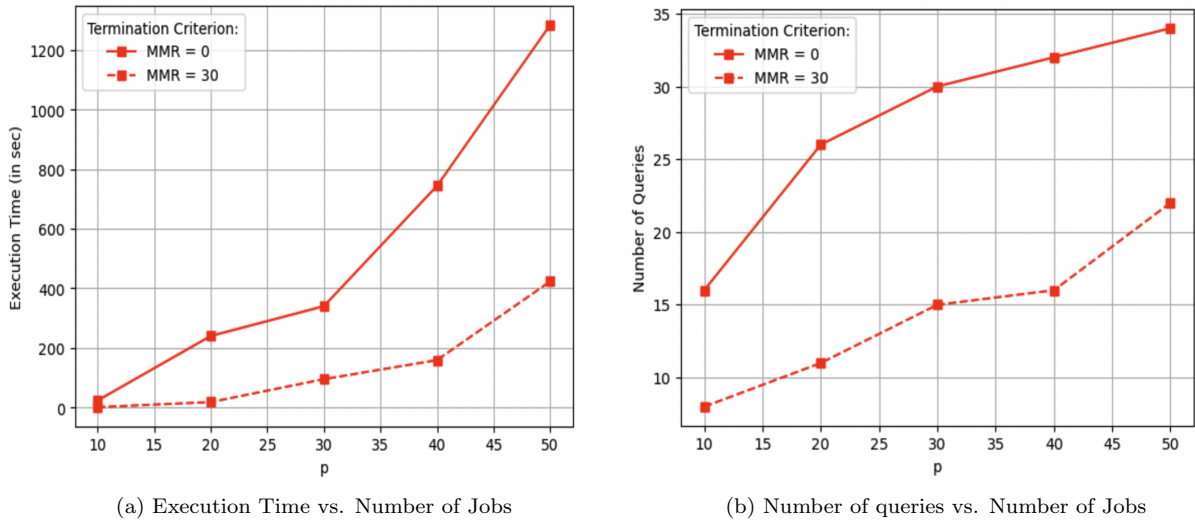 Execution Time (in sec)
1200
1000
800
600
400
200
0
Termination Criterion:
MMR = 0
MMR = 30
10 15 20 25 30 35 40 45 50
p
(a) Execution Time vs. Number of Jobs
Number of Queries
35
30
25
20
15
10
Termination Criterion:
MMR = 0
MMR = 30
10 15 20 25 30 35 40 45 50
p
(b) Number of queries vs. Number of Jobs